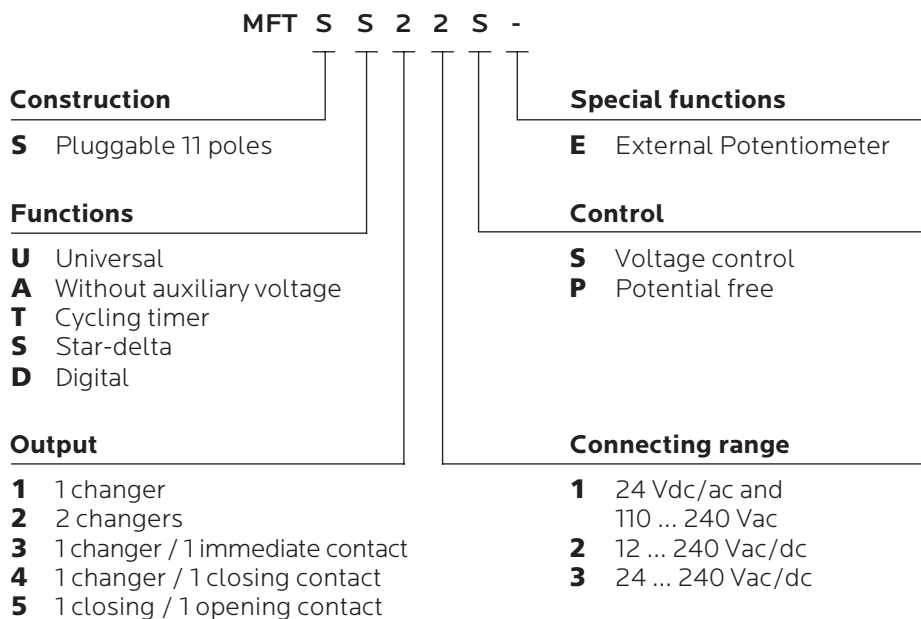 MFT S S 2 2 S -
Construction
S Pluggable 11 poles
Functions
U Universal
A Without auxiliary voltage
T Cycling timer
S Star-delta
D Digital
Output
1 1 changer
2 2 changers
3 1 changer / 1 immediate contact
4 1 changer / 1 closing contact
5 1 closing / 1 opening contact
Special functions
E External Potentiometer
Control
S Voltage control
P Potential free
Connecting range
1 24 Vdc/ac and
110 ... 240 Vac
2 12 ... 240 Vac/dc
3 24 ... 240 Vac/dc